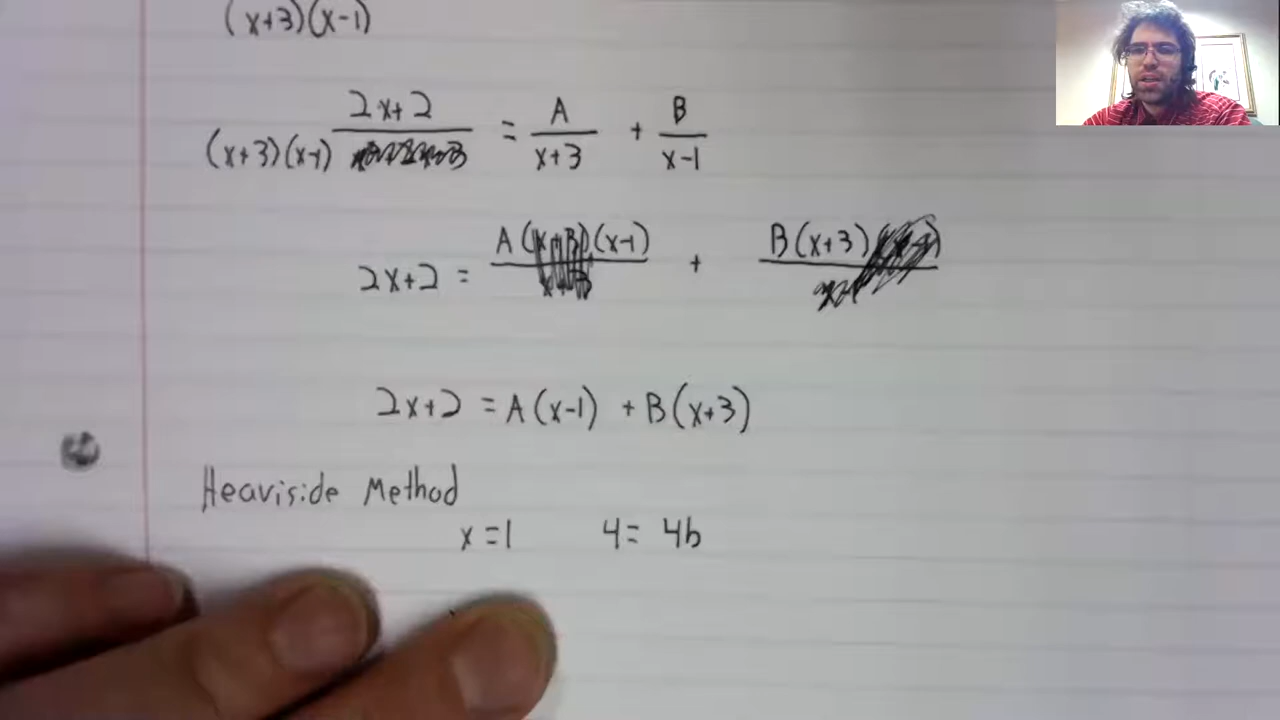 (x+3)(x-1)
(x+3)(x-1) 2x+2 = A/x+3 + B/x-1
2x+2 = A (x-1) + B(x+3)
2x+2 = A(x-1) + B(x+3)
Heaviside Method
x=1 4= 4b